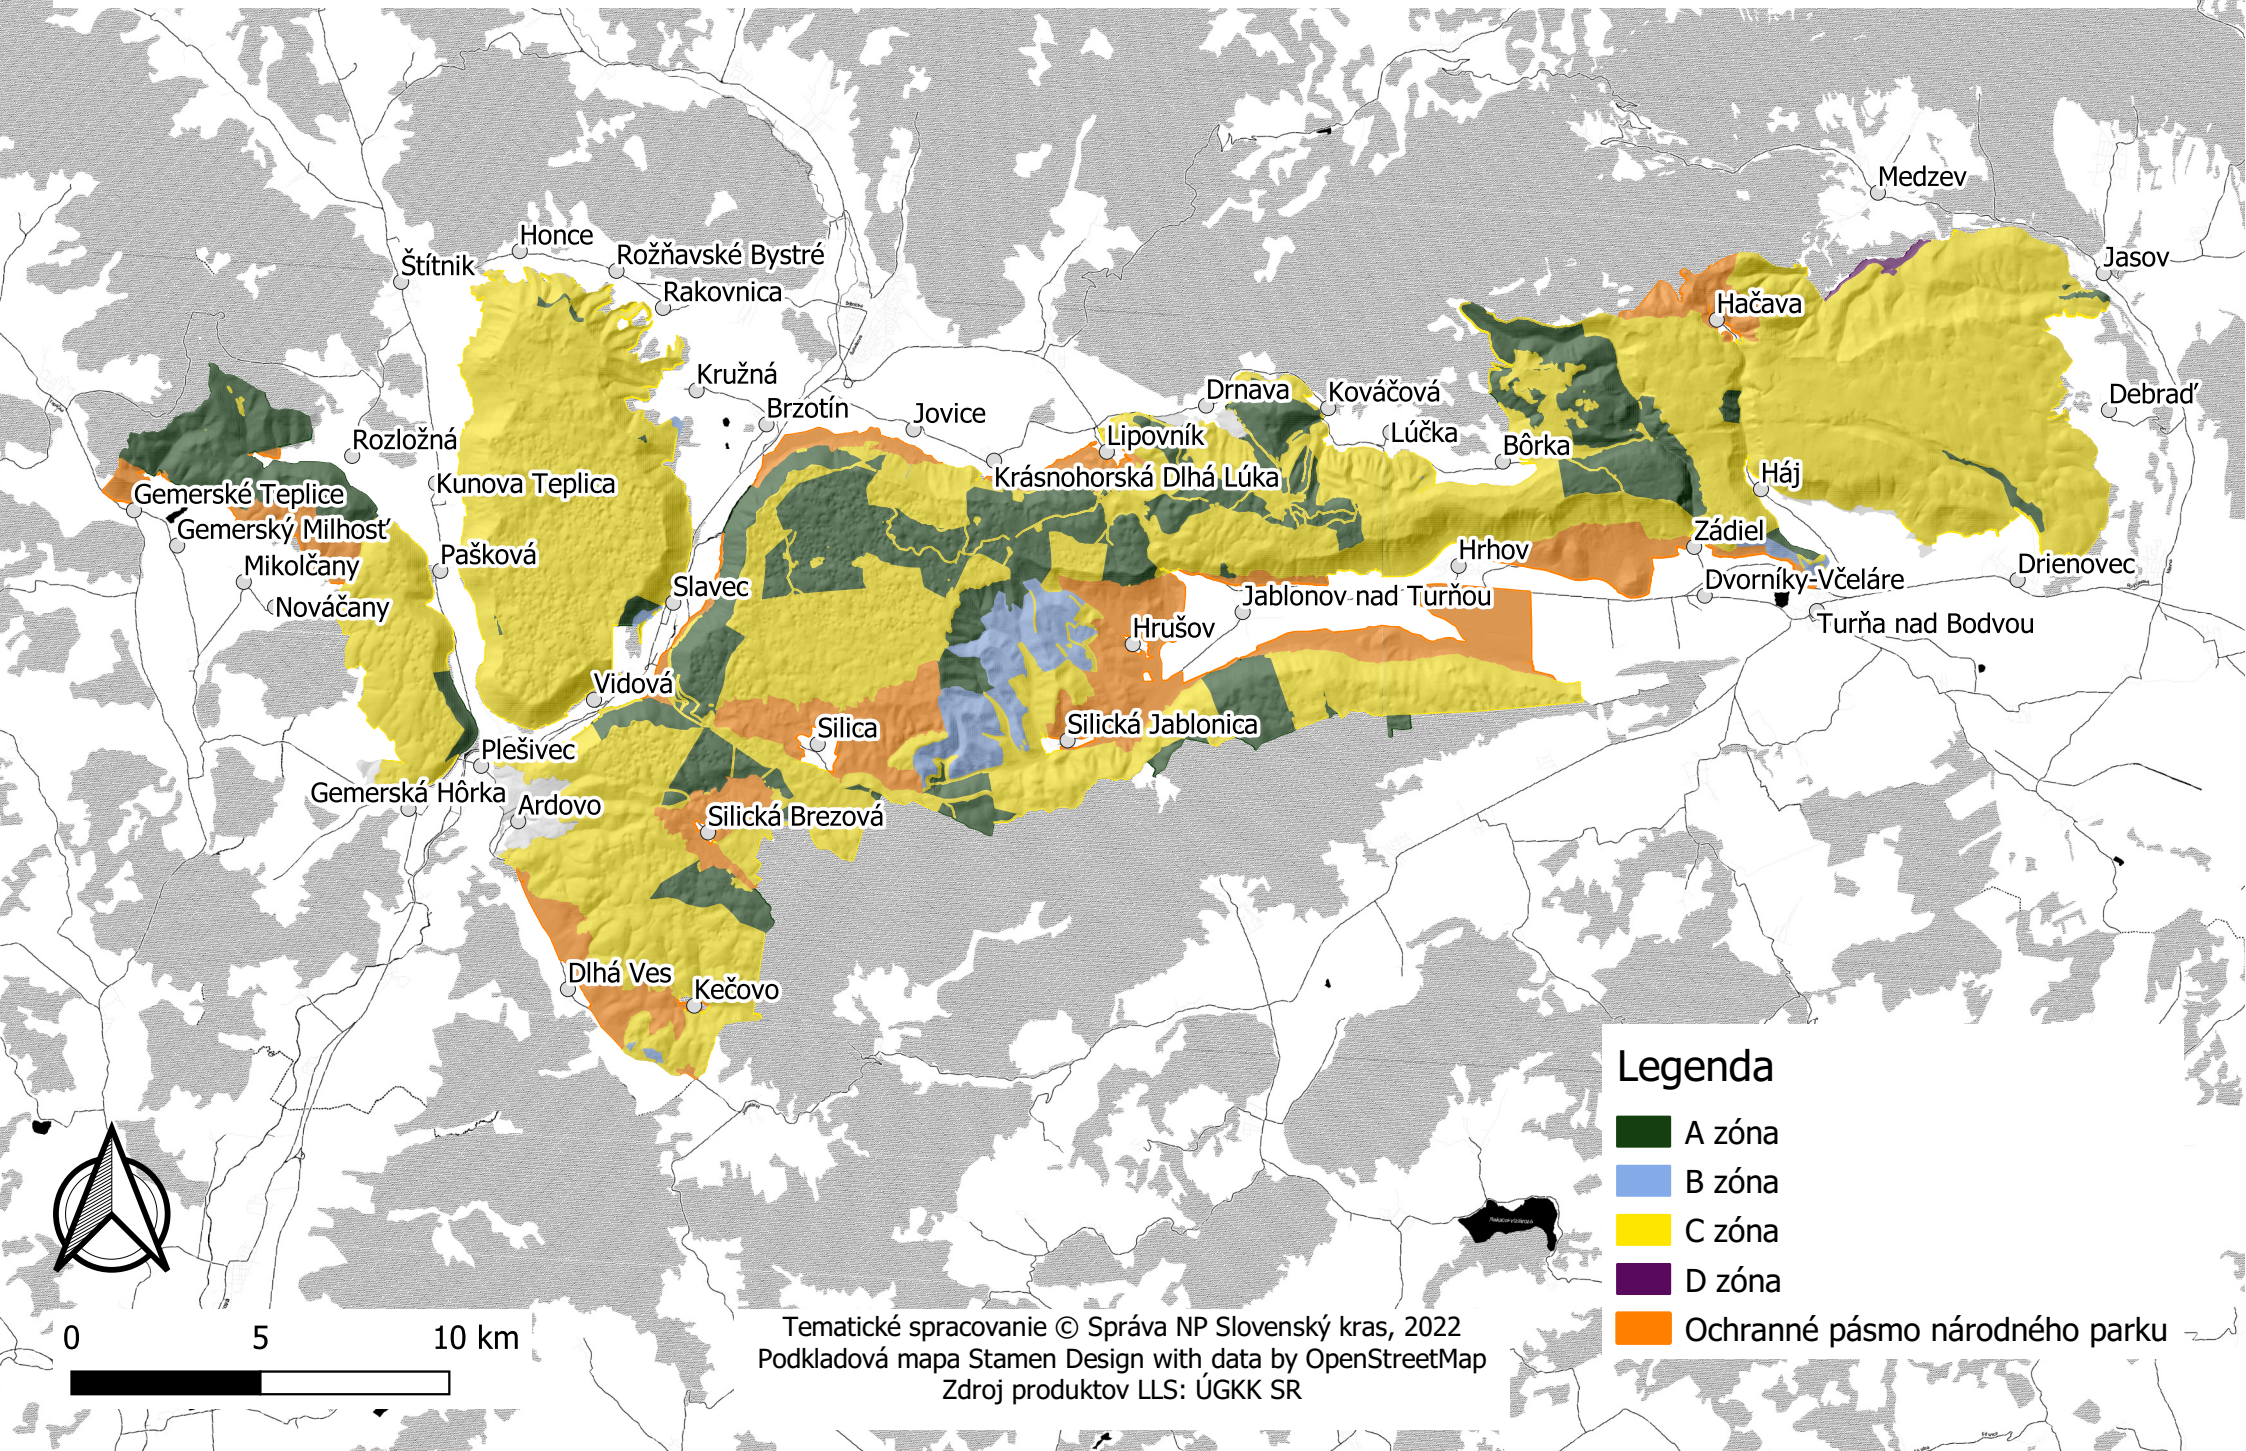 Medzev
Honce
Rožňavské Bystré
Štítnik
Jasov
Rakovnica
Hačava
Kružná
Drnava
Kováčová
Debraď
Brzotín
Jovice
Rozložná
Lipovník
Lúčka
Bôrka
Krásnohorská Dlhá Lúka
Háj
Kunova Teplica
Gemerské Teplice
Gemerský Milhosť
Zádiel
Pašková
Hrhov
Mikolčany
Drienovec
Slavec
Dvorníky-Včeláre
Nováčany
Jablonov nad Turňou
Hrušov
Turňa nad Bodvou
Vidová
Silica
Silická Jablonica
Plešivec
Gemerská Hôrka
Ardovo
Silická Brezová
Dlhá Ves
Kečovo
Legenda
A zóna
B zóna
C zóna
D zóna
Ochranné pásmo národného parku
0 5 10 km
Tematické spracovanie © Správa NP Slovenský kras, 2022
Podkladová mapa Stamen Design with data by OpenStreetMap
Zdroj produktov LLS: ÚGKK SR